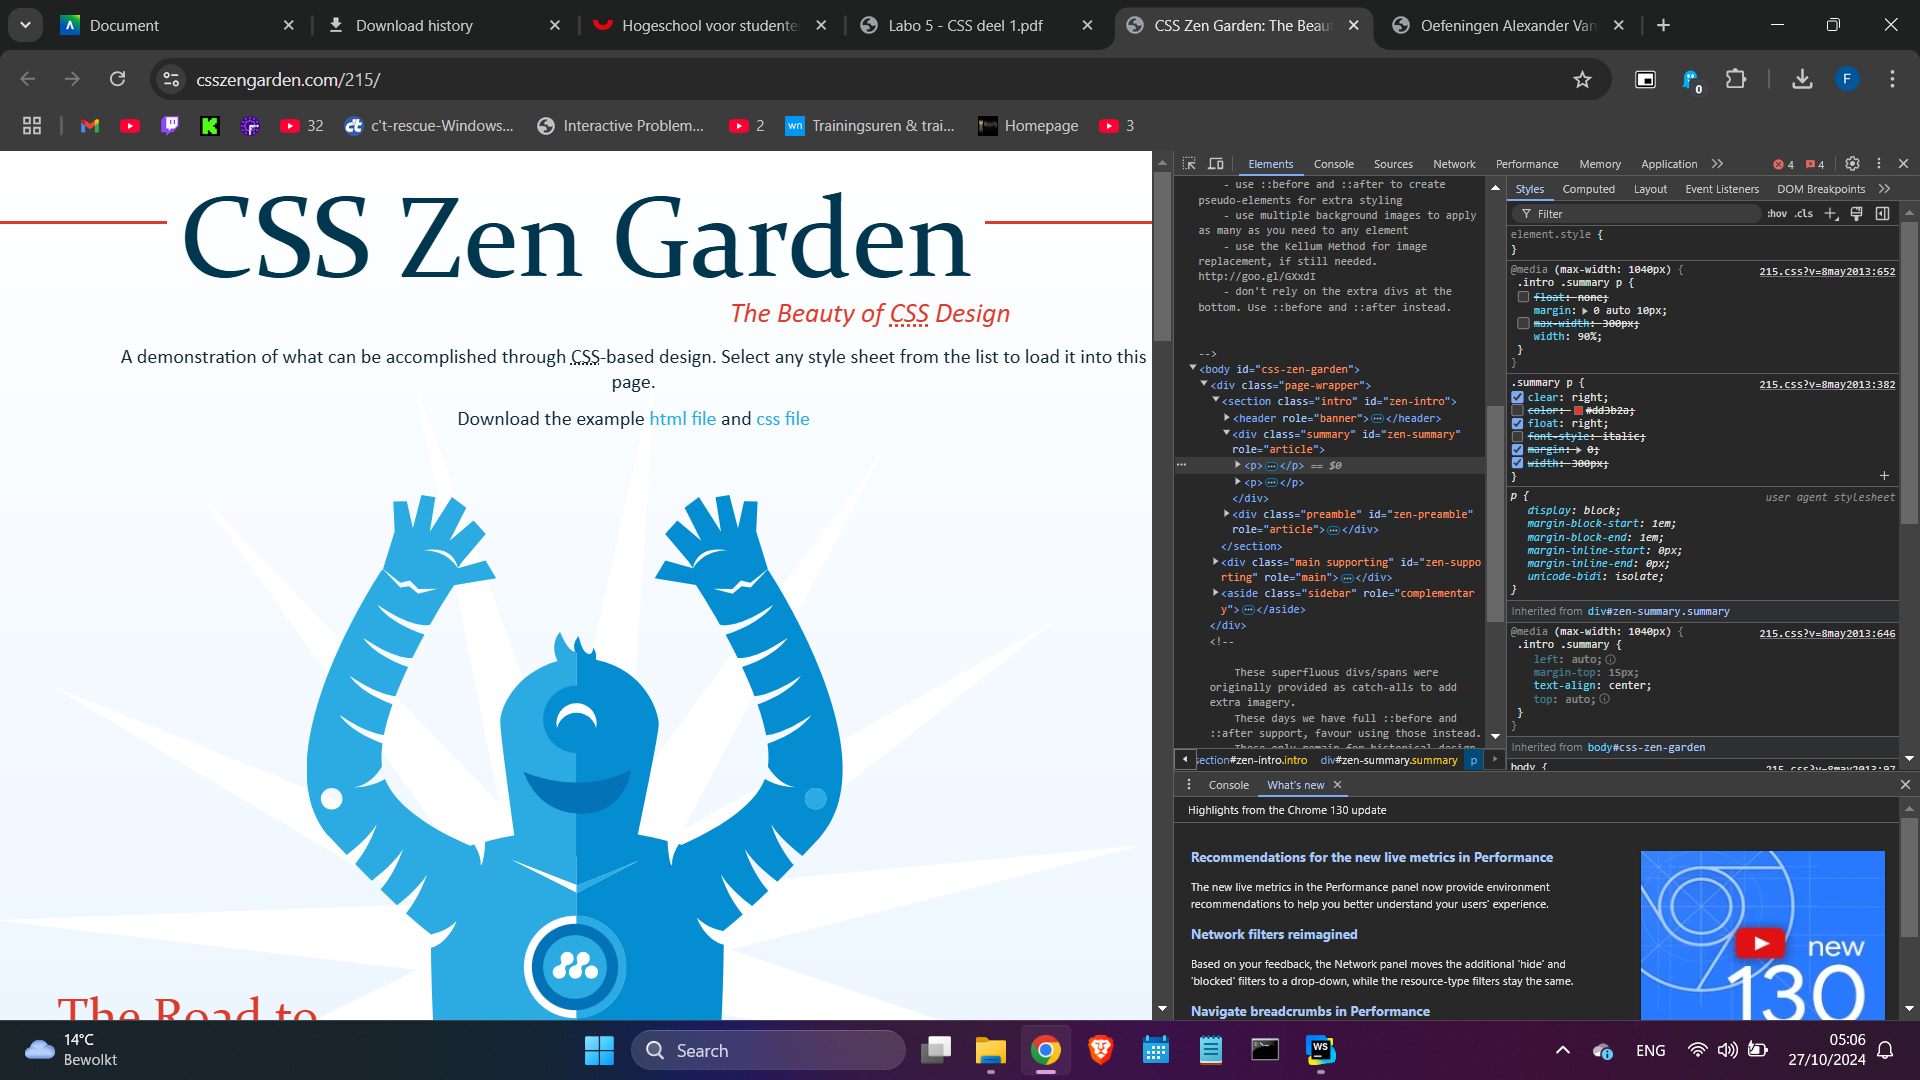 Document
Download history
Hogeschool voor studente
Labo 5 - CSS deel 1.pdf
CSS Zen Garden: The Beau
Oefeningen Alexander Van
csszengarden.com/215/
0
F
32
c't-rescue-Windows...
Interactive Problem...
2
wn
Trainingsuren & trai...
Homepage
3
CSS Zen Garden
The Beauty of CSS Design
A demonstration of what can be accomplished through CSS-based design. Select any style sheet from the list to load it into this
page.
Download the example html file and css file
The Road to
Elements
Console
Sources
Network
Performance
Memory
Application
4
4
- use ::before and ::after to create
pseudo-elements for extra styling
- use multiple background images to apply
as many as you need to any element
- use the Kellum Method for image
replacement, if still needed.
http://goo.gl/GXxdI
- don't rely on the extra divs at the
bottom. Use ::before and ::after instead.
-->
<body id="css-zen-garden">
<div class="page-wrapper">
<section class="intro" id="zen-intro">
<header role="banner"> … </header>
<div class="summary" id="zen-summary"
role="article">
<p> … </p> == $0
<p> … </p>
</div>
<div class="preamble" id="zen-preamble"
role="article"> … </div>
</section>
<div class="main supporting" id="zen-suppo
rting" role="main"> … </div>
<aside class="sidebar" role="complementar
y"> … </aside>
</div>
<!--
These superfluous divs/spans were
originally provided as catch-alls to add
extra imagery.
These days we have full ::before and
::after support, favour using those instead.
These only remain for historical design
section#zen-intro.intro
div#zen-summary.summary
p
Styles
Computed
Layout
Event Listeners
DOM Breakpoints
Filter
:hov
.cls
element.style {
}
@media (max-width: 1040px) {
215.css?v=8may2013:652
.intro .summary p {
float: none;
margin: 0 auto 10px;
max-width: 300px;
width: 90%;
}
}
.summary p {
215.css?v=8may2013:382
clear: right;
color: #dd3b2a;
float: right;
font-style: italic;
margin: 0;
width: 300px;
}
p {
user agent stylesheet
display: block;
margin-block-start: 1em;
margin-block-end: 1em;
margin-inline-start: 0px;
margin-inline-end: 0px;
unicode-bidi: isolate;
}
Inherited from div#zen-summary.summary
@media (max-width: 1040px) {
215.css?v=8may2013:646
.intro .summary {
left: auto;
margin-top: 15px;
text-align: center;
top: auto;
}
}
Inherited from body#css-zen-garden
body {
215.css?v=8may2013:97
Console
What's new
Highlights from the Chrome 130 update
Recommendations for the new live metrics in Performance
The new live metrics in the Performance panel now provide environment
recommendations to help you better understand your users' experience.
Network filters reimagined
Based on your feedback, the Network panel moves the additional 'hide' and
'blocked' filters to a drop-down, while the resource-type filters stay the same.
Navigate breadcrumbs in Performance
new
130
14°C
Bewolkt
Search
WS
ENG
05:06
27/10/2024